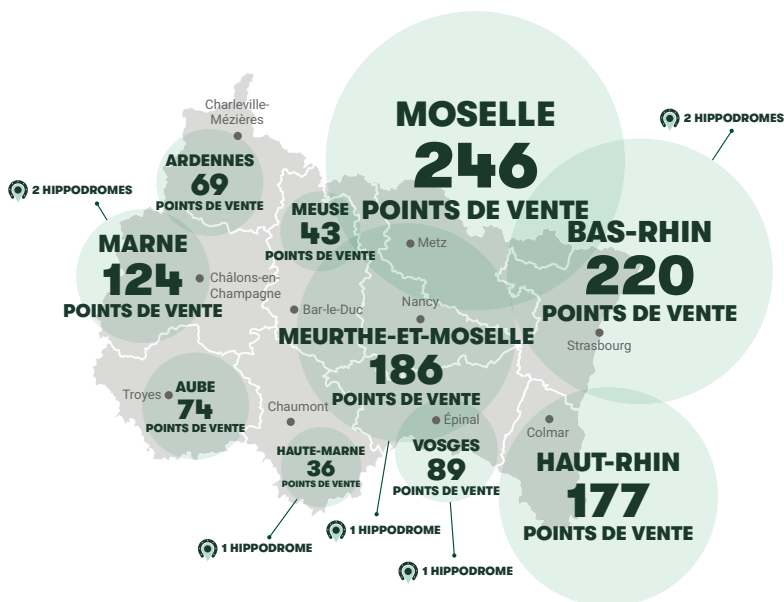 Charleville-
Mézières
ARDENNES
69
POINTS DE VENTE
MOSELLE
246
POINTS DE VENTE
2 HIPPODROMES
2 HIPPODROMES
MEUSE
43
POINTS DE VENTE
BAS-RHIN
220
POINTS DE VENTE
MARNE
124
POINTS DE VENTE
Metz
Châlons-en-
Champagne
Bar-le-Duc
Nancy
Strasbourg
MEURTHE-ET-MOSELLE
186
POINTS DE VENTE
Troyes
AUBE
74
POINTS DE VENTE
Chaumont
Épinal
Colmar
HAUTE-MARNE
36
POINTS DE VENTE
VOSGES
89
POINTS DE VENTE
HAUT-RHIN
177
POINTS DE VENTE
1 HIPPODROME
1 HIPPODROME
1 HIPPODROME